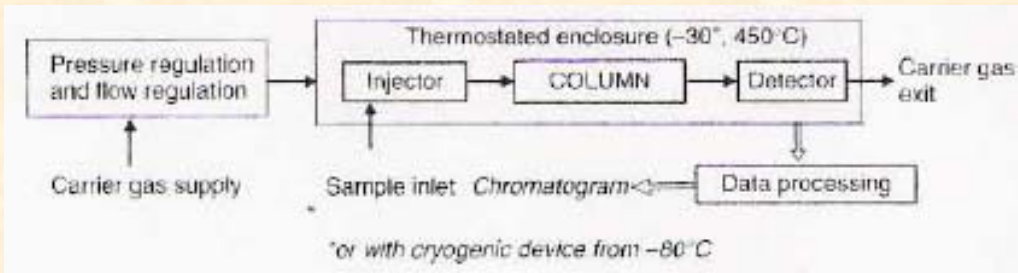 Thermostated enclosure (–30*, 450°C)
Pressure regulation
and flow regulation
Injector
COLUMN
Detector
Carrier gas
exit
Carrier gas supply
Sample inlet
Chromatogram
Data processing
*or with cryogenic device from –80°C